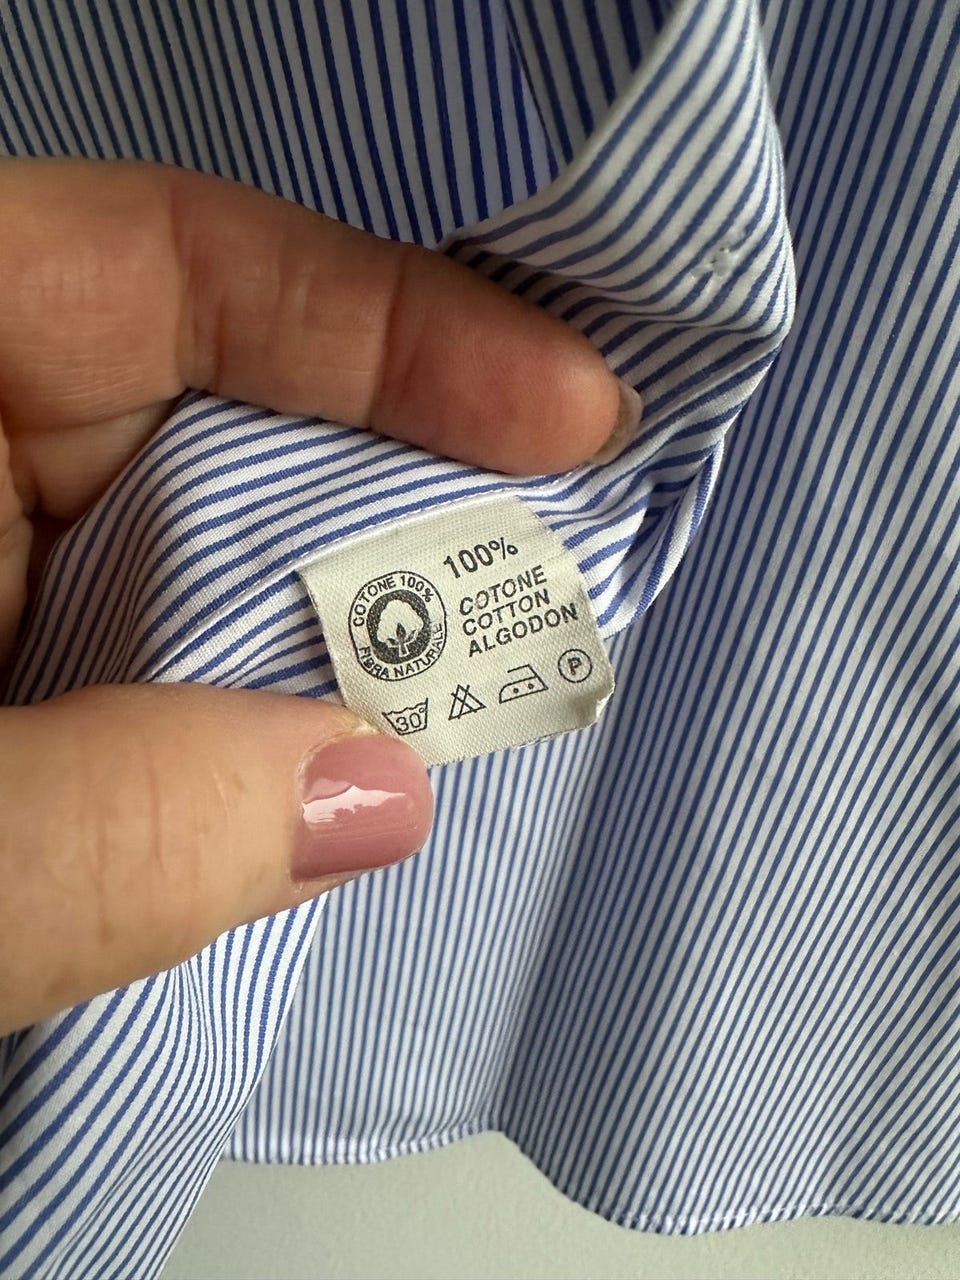 COTONE 100%
FIBRA NATURALE
100%
COTONE
COTTON
ALGODON
30°
P